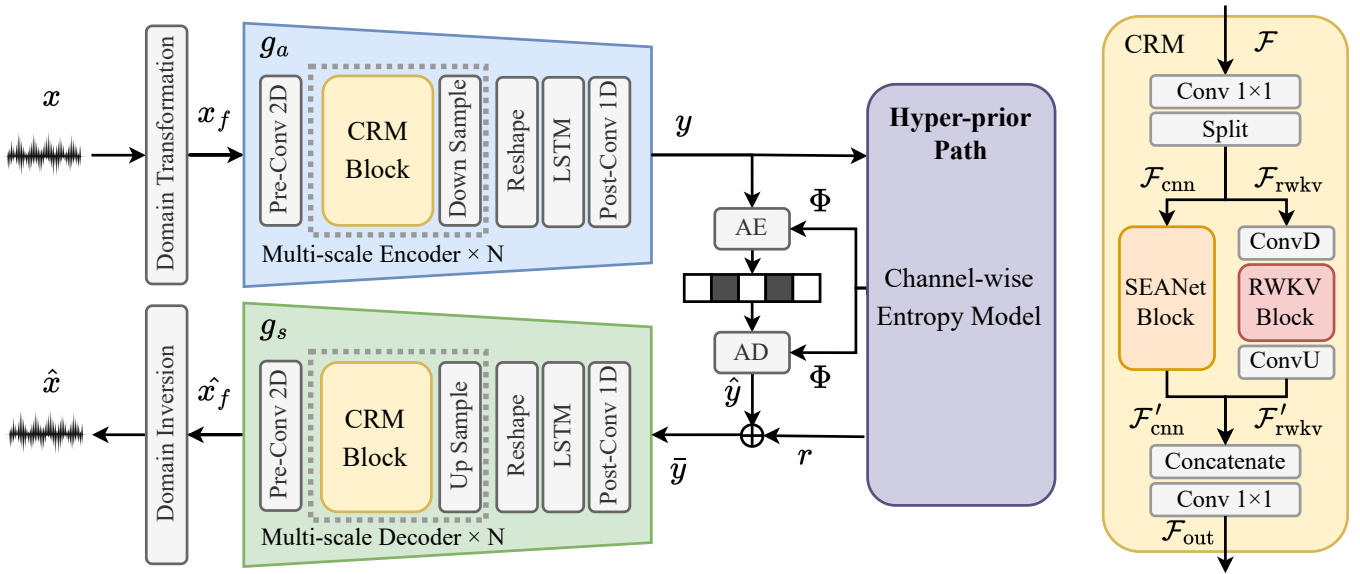 x
Domain Transformation
x_f
g_a
Pre-Conv 2D
CRM
Block
Down Sample
Reshape
LSTM
Post-Conv 1D
Multi-scale Encoder × N
y
AE
Φ
AD
Φ
ŷ
r
ȳ
Hyper-prior
Path
Channel-wise
Entropy Model
x̂
Domain Inversion
x̂_f
g_s
Pre-Conv 2D
CRM
Block
Up Sample
Reshape
LSTM
Post-Conv 1D
Multi-scale Decoder × N
CRM
ℱ
Conv 1×1
Split
ℱ_cnn
ℱ_rwkv
SEANet
Block
ConvD
RWKV
Block
ConvU
ℱ′_cnn
ℱ′_rwkv
Concatenate
Conv 1×1
ℱ_out